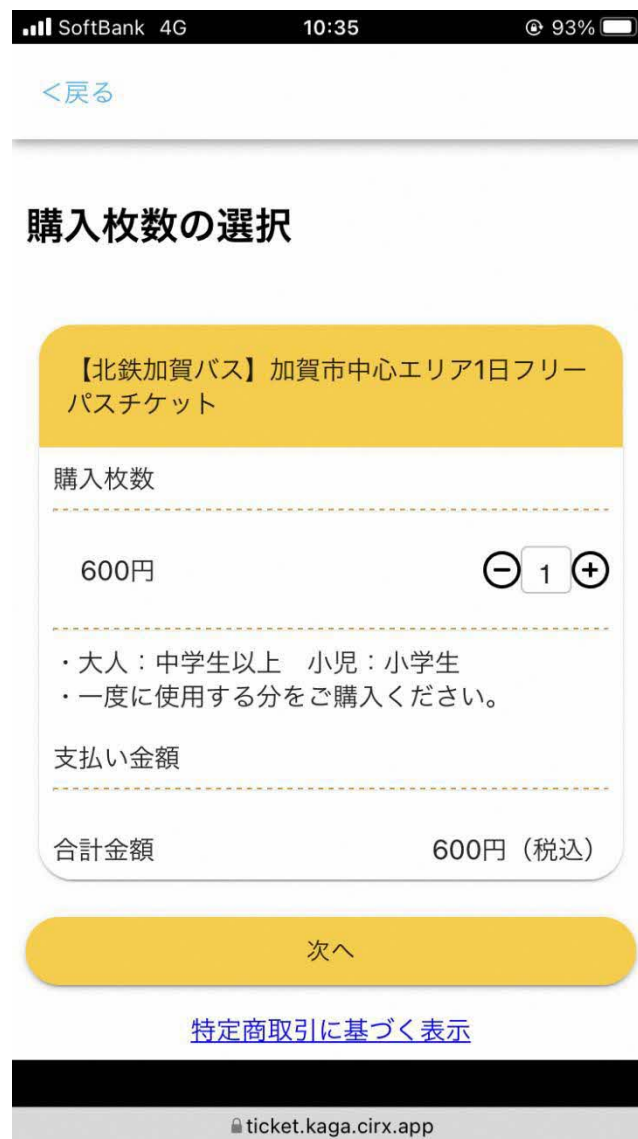 SoftBank 4G 10:35 93%
<戻る
購入枚数の選択
【北鉄加賀バス】加賀市中心エリア1日フリー
パスチケット
購入枚数
600円 1
・大人：中学生以上　小児：小学生
・一度に使用する分をご購入ください。
支払い金額
合計金額 600円（税込）
次へ
特定商取引に基づく表示
ticket.kaga.cirx.app